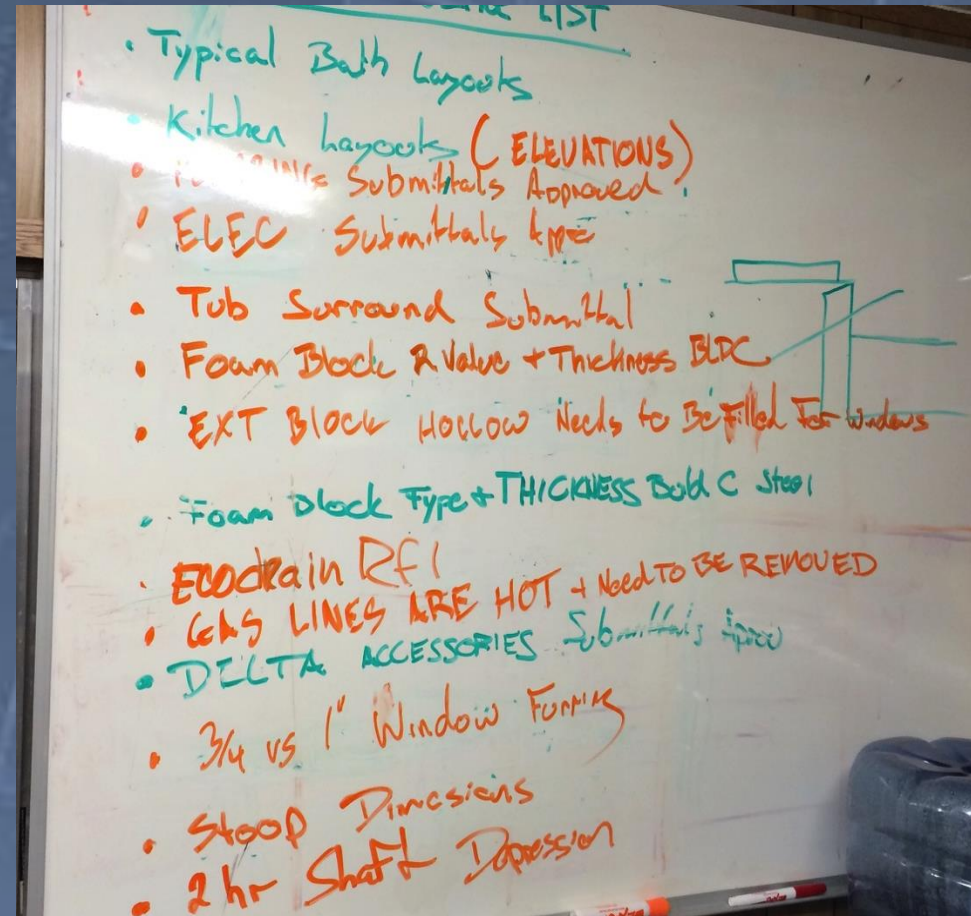 LIST
• Typical Bath Layouts
• Kitchen Layouts (ELEVATIONS)
• Submittals Approved
• ELEC Submittals
• Tub Surround Submittal
• Foam Block R Value + Thickness BLDC
• EXT Block HOLLOW Needs to Be Filled For Windows
• Foam Block Type + THICKNESS Bold C Steel
• ECODRain RFI
• GAS LINES ARE HOT + Need TO BE REMOVED
• DELTA ACCESSORIES Submittals
• 3/4 vs 1" Window Furring
• Stoop Dimesions
• 2 hr Shaft Depression